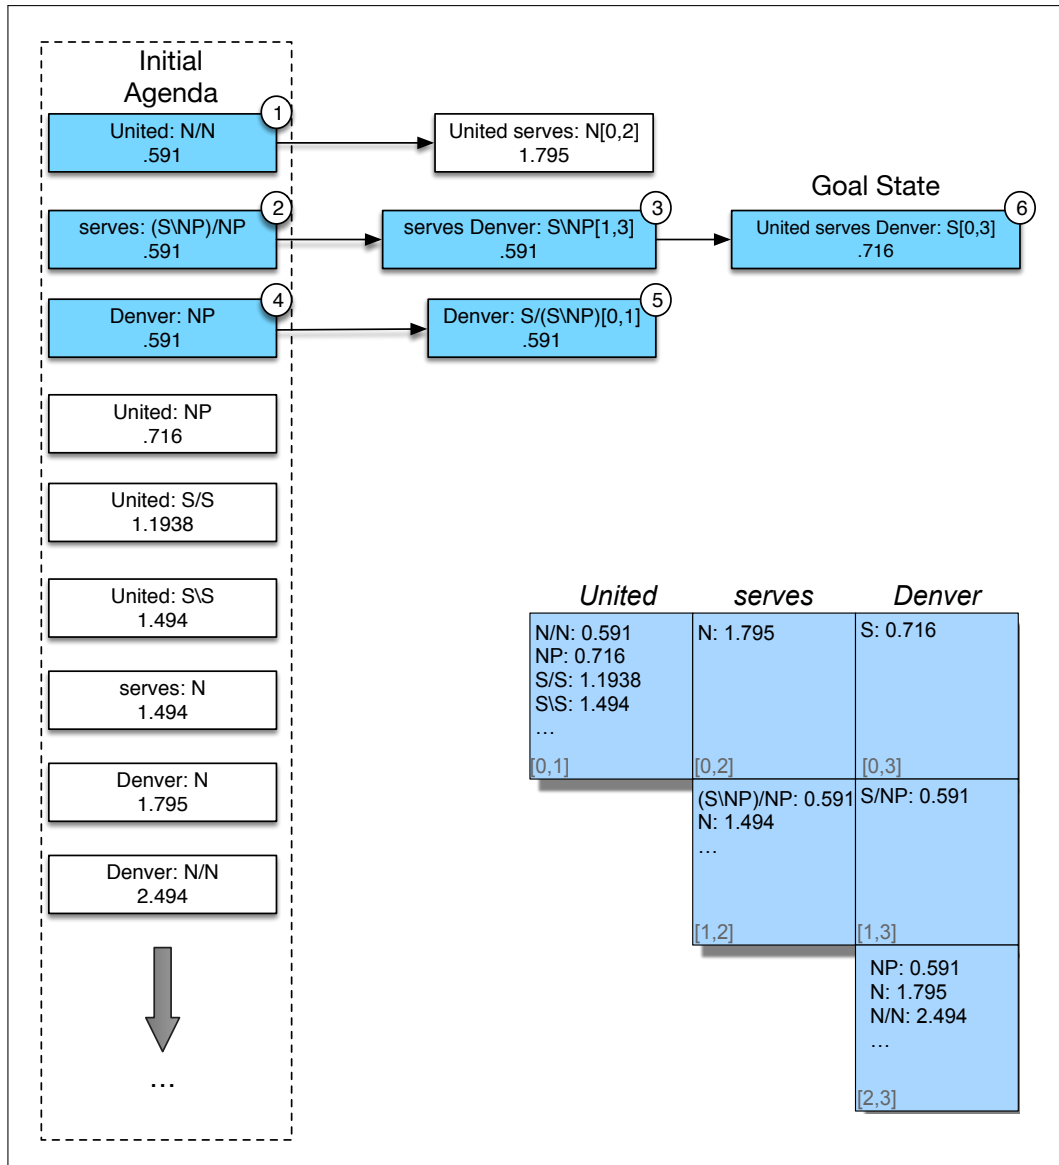 Initial
Agenda
1
United: N/N
.591
United serves: N[0,2]
1.795
Goal State
2
serves: (S\NP)/NP
.591
3
serves Denver: S\NP[1,3]
.591
6
United serves Denver: S[0,3]
.716
4
Denver: NP
.591
5
Denver: S/(S\NP)[0,1]
.591
United: NP
.716
United: S/S
1.1938
United: S\S
1.494
serves: N
1.494
Denver: N
1.795
Denver: N/N
2.494
...
United serves Denver
N/N: 0.591
NP: 0.716
S/S: 1.1938
S\S: 1.494
...
[0,1]
N: 1.795
[0,2]
S: 0.716
[0,3]
(S\NP)/NP: 0.591
N: 1.494
...
[1,2]
S/NP: 0.591
[1,3]
NP: 0.591
N: 1.795
N/N: 2.494
...
[2,3]